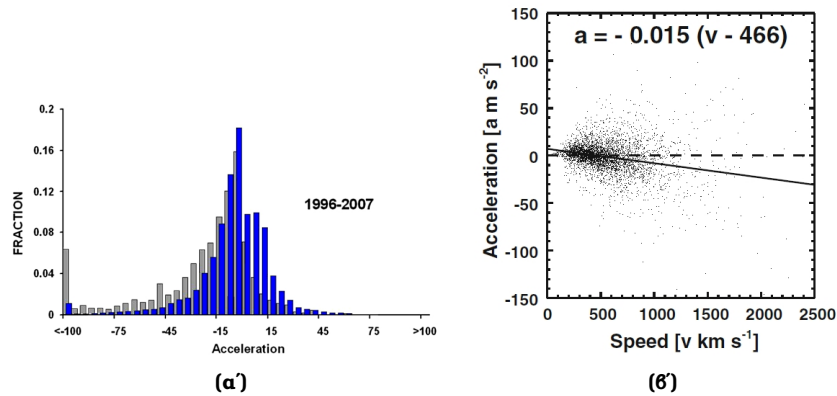 0.2
0.16
0.12
0.08
0.04
0
FRACTION
1996-2007
<-100 -75 -45 -15 15 45 75 >100
Acceleration
(α′)
a = - 0.015 (v - 466)
150
100
50
0
-50
-100
-150
Acceleration [a m s⁻²]
0 500 1000 1500 2000 2500
Speed [v km s⁻¹]
(β′)